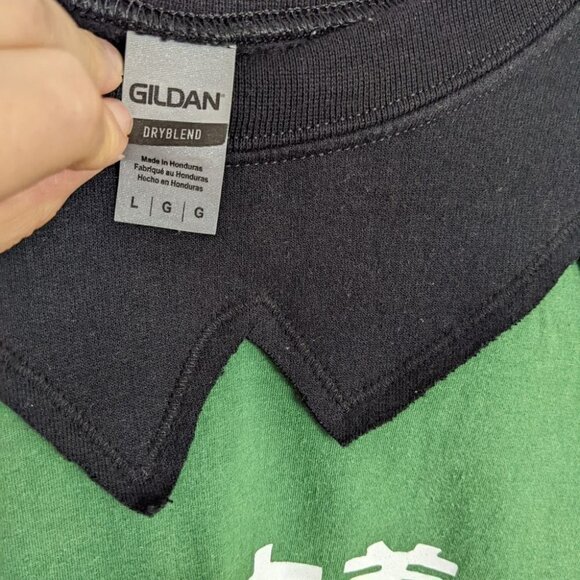 GILDAN
DRYBLEND
Made in Honduras
Fabriqué au Honduras
Hecho en Honduras
L | G | G